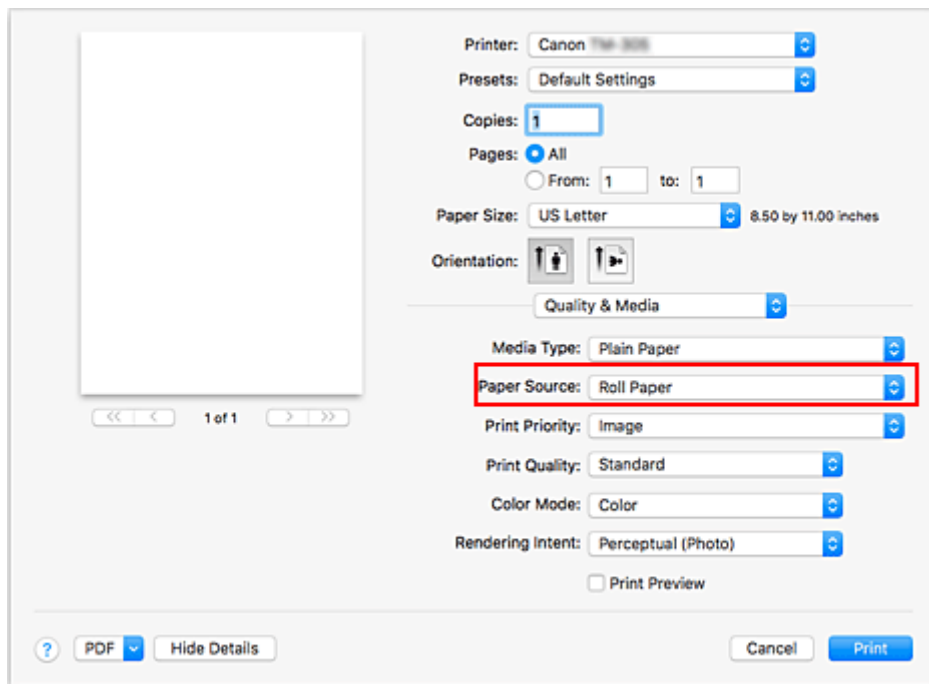 Printer: Canon
Presets: Default Settings
Copies: 1
Pages: All
From: 1 to: 1
Paper Size: US Letter 8.50 by 11.00 inches
Orientation:
Quality & Media
Media Type: Plain Paper
Paper Source: Roll Paper
<< < 1 of 1 > >>
Print Priority: Image
Print Quality: Standard
Color Mode: Color
Rendering Intent: Perceptual (Photo)
Print Preview
? PDF Hide Details Cancel Print